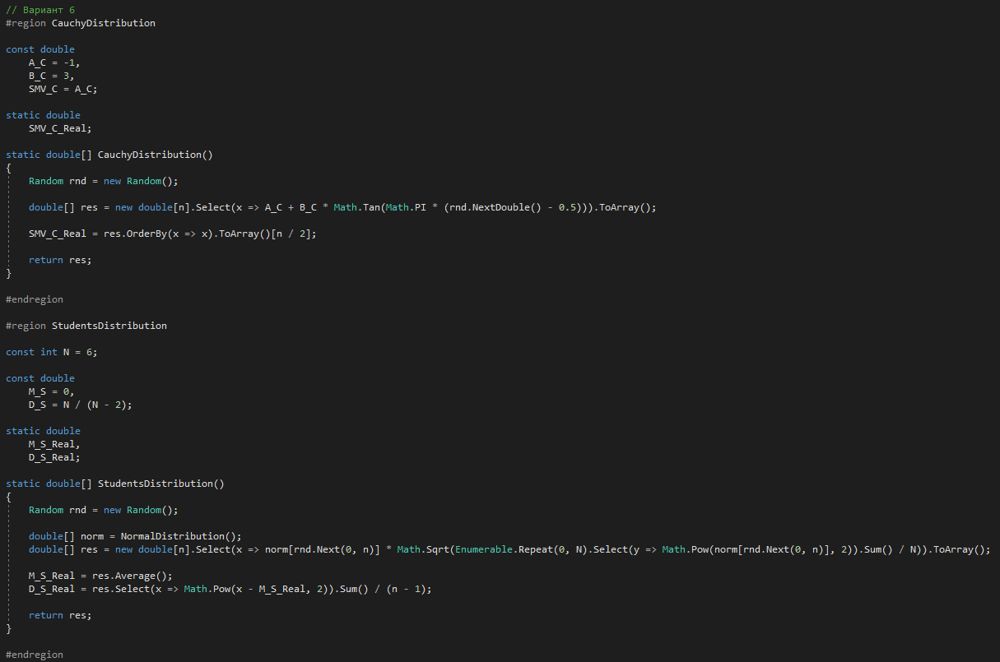 // Вариант 6
#region CauchyDistribution
const double
A_C = -1,
B_C = 3,
SMV_C = A_C;
static double
SMV_C_Real;
static double[] CauchyDistribution()
{
Random rnd = new Random();
double[] res = new double[n].Select(x => A_C + B_C * Math.Tan(Math.PI * (rnd.NextDouble() - 0.5))).ToArray();
SMV_C_Real = res.OrderBy(x => x).ToArray()[n / 2];
return res;
}
#endregion
#region StudentsDistribution
const int N = 6;
const double
M_S = 0,
D_S = N / (N - 2);
static double
M_S_Real,
D_S_Real;
static double[] StudentsDistribution()
{
Random rnd = new Random();
double[] norm = NormalDistribution();
double[] res = new double[n].Select(x => norm[rnd.Next(0, n)] * Math.Sqrt(Enumerable.Repeat(0, N).Select(y => Math.Pow(norm[rnd.Next(0, n)], 2)).Sum() / N)).ToArray();
M_S_Real = res.Average();
D_S_Real = res.Select(x => Math.Pow(x - M_S_Real, 2)).Sum() / (n - 1);
return res;
}
#endregion